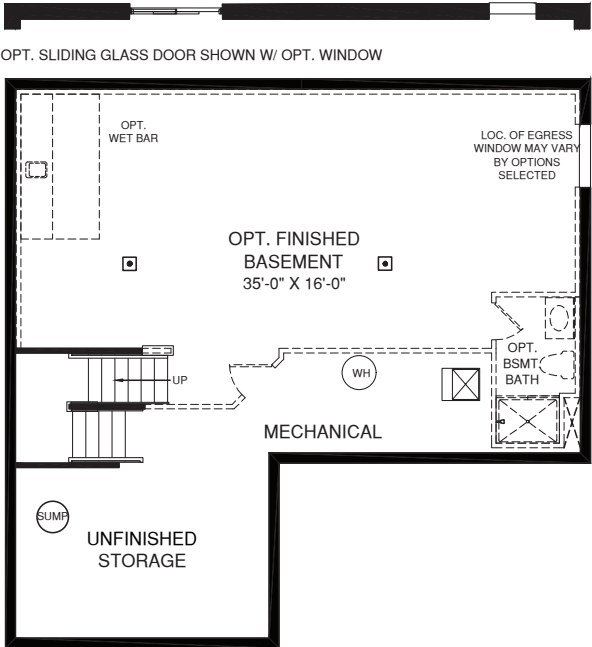 OPT. SLIDING GLASS DOOR SHOWN W/ OPT. WINDOW
OPT.
WET BAR
LOC. OF EGRESS
WINDOW MAY VARY
BY OPTIONS
SELECTED
OPT. FINISHED
BASEMENT
35'-0" X 16'-0"
OPT.
BSMT
BATH
UP
WH
MECHANICAL
SUMP
UNFINISHED
STORAGE